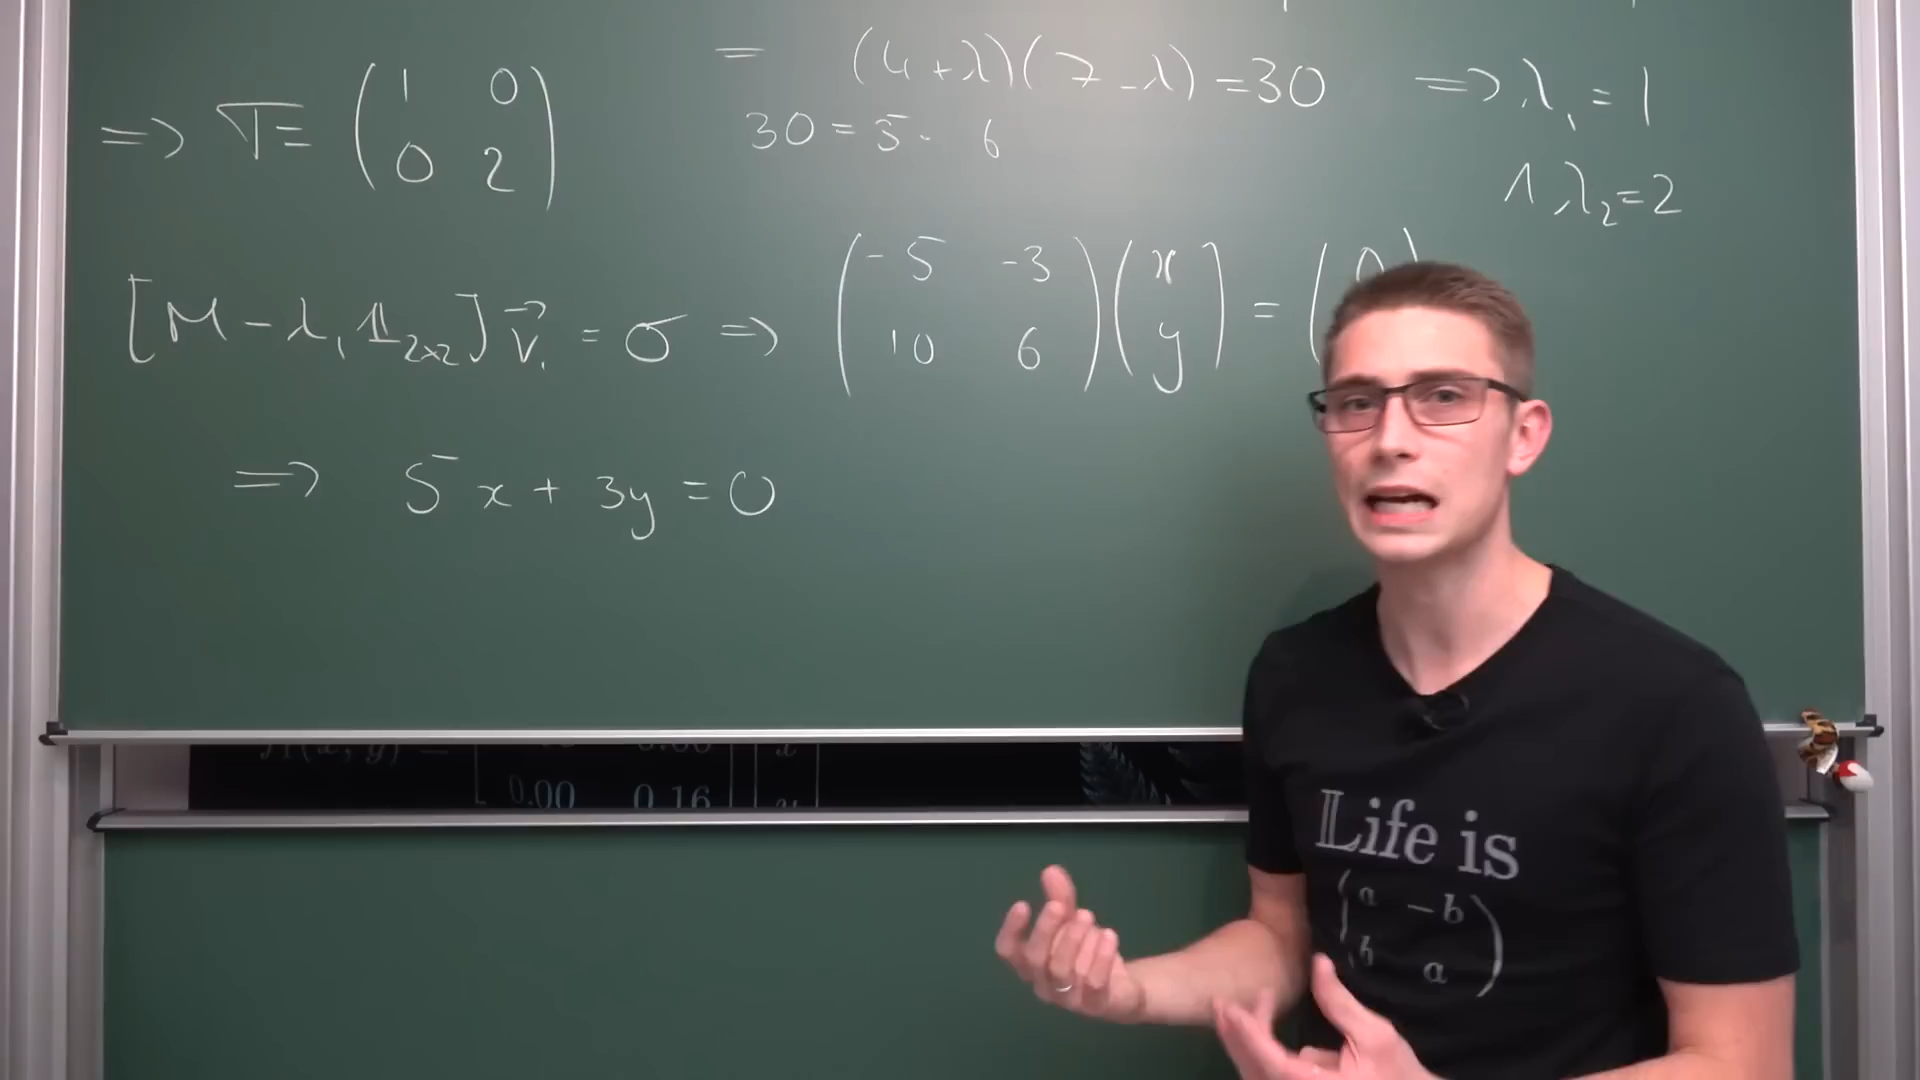 = (4+λ)(7-λ) =30 => λ₁ = 1
30 = 5 · 6
∧ λ₂=2
=> T= (1 0
0 2)
[M - λ₁ 𝟙₂ₓ₂] v⃗₁ = σ => (-5 -3
10 6) (x
y) = (0
=> 5x + 3y = 0
0.00 0.16
Life is
(a -b
b a)